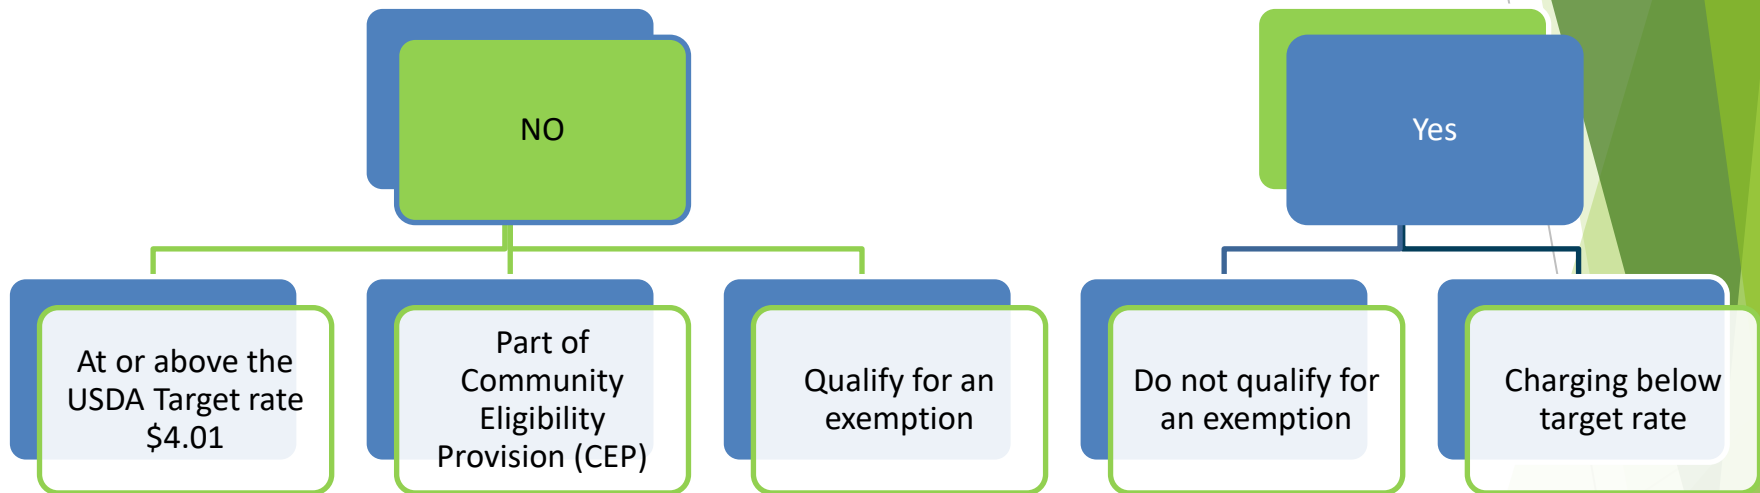 NO
Yes
At or above the
USDA Target rate
$4.01
Part of
Community
Eligibility
Provision (CEP)
Qualify for an
exemption
Do not qualify for
an exemption
Charging below
target rate